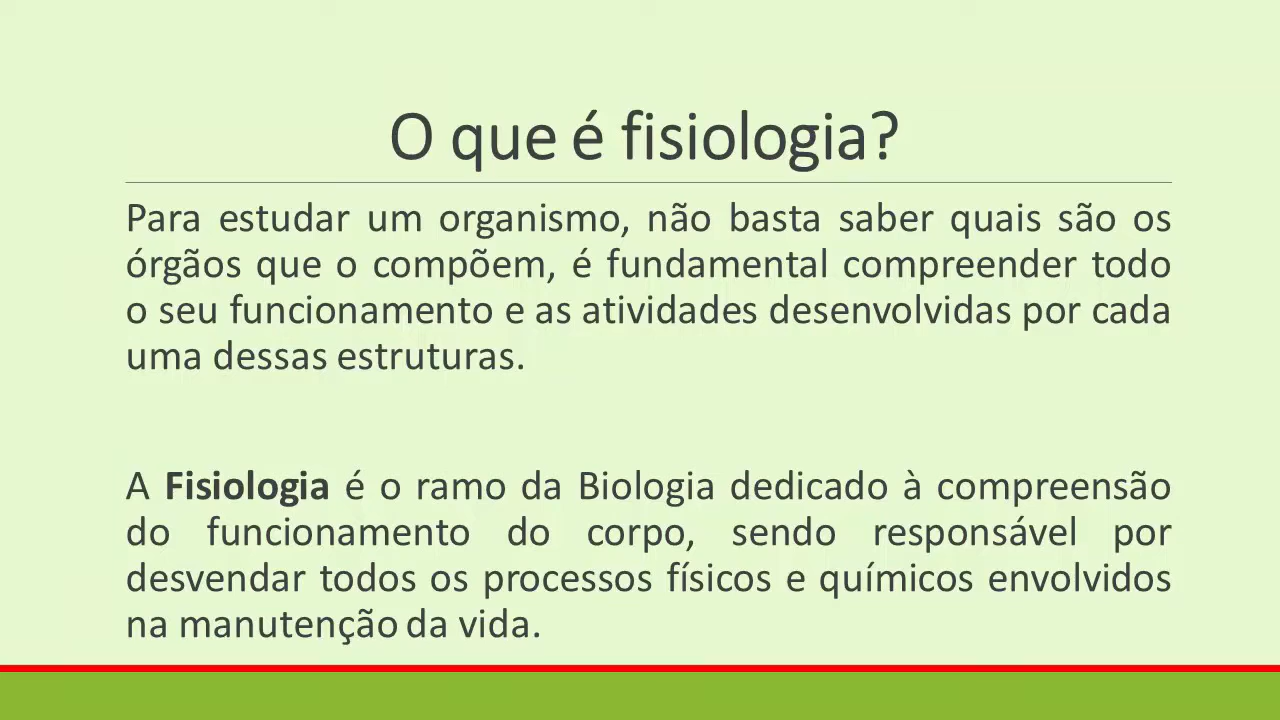 O que é fisiologia?
Para estudar um organismo, não basta saber quais são os
órgãos que o compõem, é fundamental compreender todo
o seu funcionamento e as atividades desenvolvidas por cada
uma dessas estruturas.
A Fisiologia é o ramo da Biologia dedicado à compreensão
do funcionamento do corpo, sendo responsável por
desvendar todos os processos físicos e químicos envolvidos
na manutenção da vida.